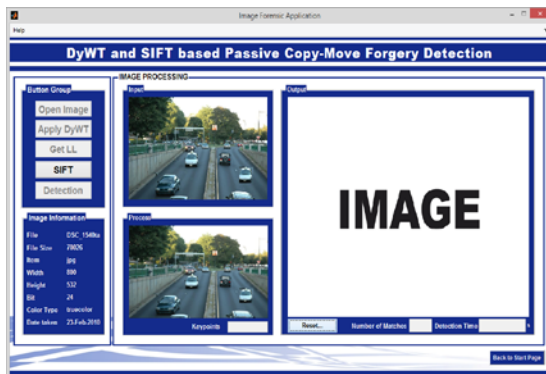 Image Forensic Application
Help
DyWT and SIFT based Passive Copy-Move Forgery Detection
Button Group
Open Image
Apply DyWT
Get LL
SIFT
Detection
Image Information
File
File Size 78026
Item jpg
Width 800
Height 532
Bit 24
Color Type truecolor
Date taken 23-Feb-2010
IMAGE PROCESSING
Input
Process
Keypoints
Output
IMAGE
Reset...
Number of Matches
Detection Time
s
Back to Start Page